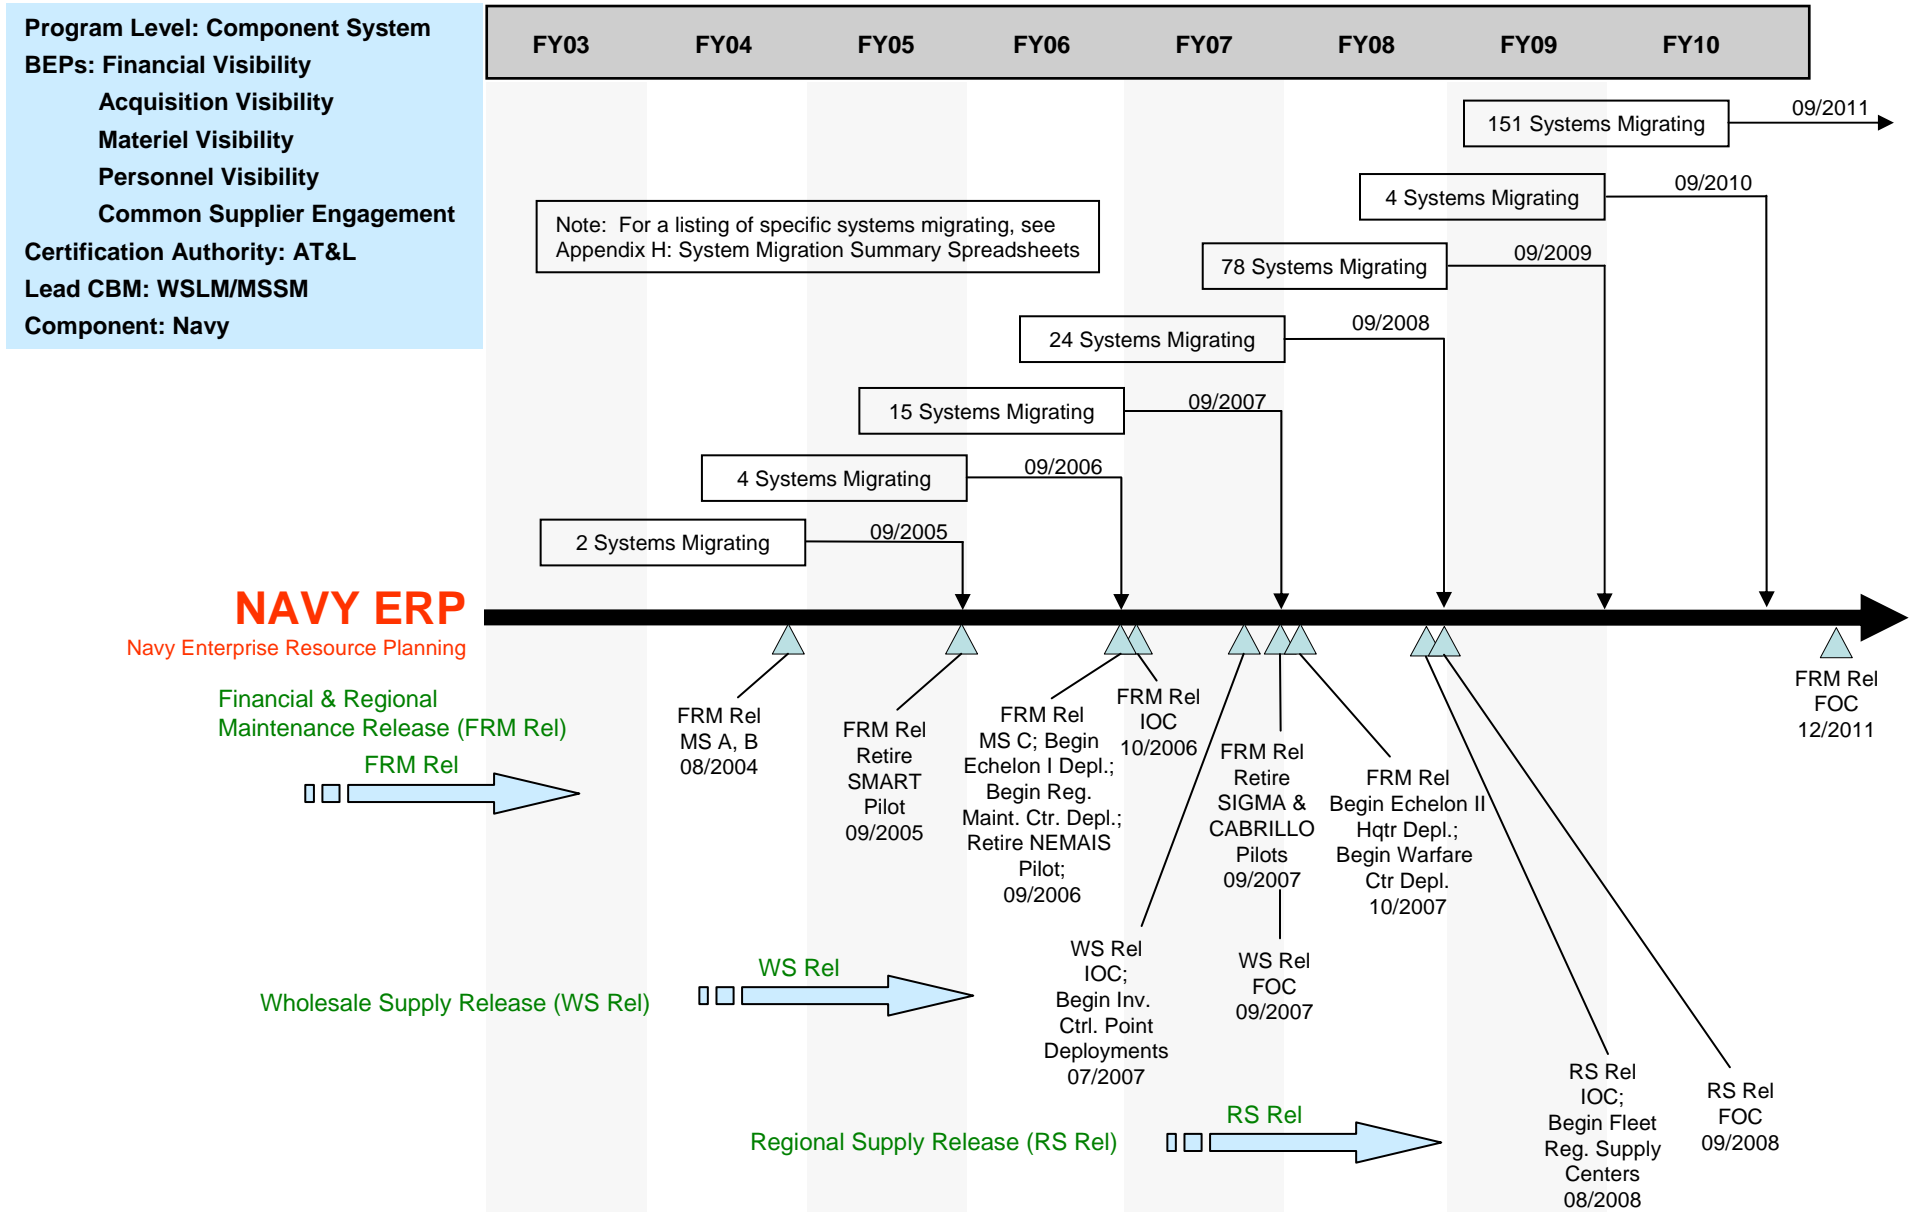 Program Level: Component System
BEPs: Financial Visibility
Acquisition Visibility
Materiel Visibility
Personnel Visibility
Common Supplier Engagement
Certification Authority: AT&L
Lead CBM: WSLM/MSSM
Component: Navy
FY03 FY04 FY05 FY06 FY07 FY08 FY09 FY10
151 Systems Migrating 09/2011
4 Systems Migrating 09/2010
Note: For a listing of specific systems migrating, see
Appendix H: System Migration Summary Spreadsheets
78 Systems Migrating 09/2009
24 Systems Migrating 09/2008
15 Systems Migrating 09/2007
4 Systems Migrating 09/2006
2 Systems Migrating 09/2005
NAVY ERP
Navy Enterprise Resource Planning
Financial & Regional
Maintenance Release (FRM Rel)
FRM Rel
FRM Rel
MS A, B
08/2004
FRM Rel
Retire
SMART
Pilot
09/2005
FRM Rel
MS C; Begin
Echelon I Depl.;
Begin Reg.
Maint. Ctr. Depl.;
Retire NEMAIS
Pilot;
09/2006
FRM Rel
IOC
10/2006
FRM Rel
Retire
SIGMA &
CABRILLO
Pilots
09/2007
FRM Rel
Begin Echelon II
Hqtr Depl.;
Begin Warfare
Ctr Depl.
10/2007
FRM Rel
FOC
12/2011
Wholesale Supply Release (WS Rel)
WS Rel
WS Rel
IOC;
Begin Inv.
Ctrl. Point
Deployments
07/2007
WS Rel
FOC
09/2007
Regional Supply Release (RS Rel)
RS Rel
RS Rel
IOC;
Begin Fleet
Reg. Supply
Centers
08/2008
RS Rel
FOC
09/2008